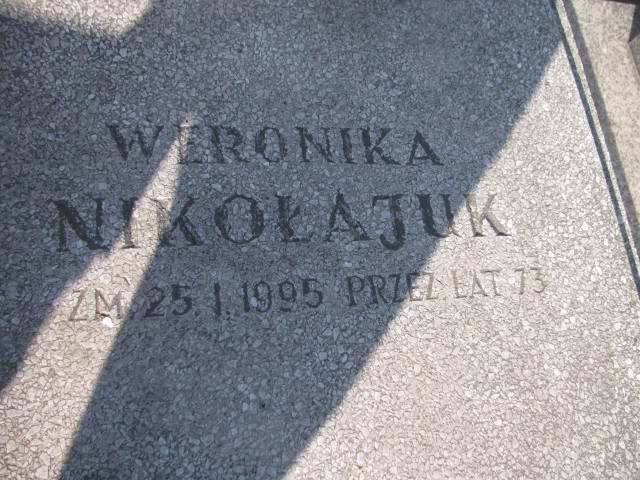 WERONIKA
NIKOŁAJUK
ZM. 25 I. 1995 PRZEŻ. LAT 73